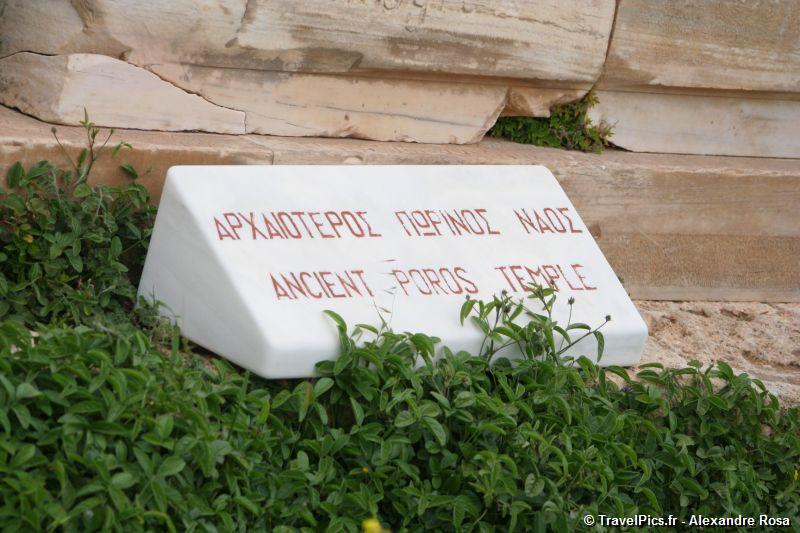 ΑΡΧΑΙΟΤΕΡΟΣ ΠΩΡΙΝΟΣ ΝΑΟΣ
ANCIENT POROS TEMPLE
© TravelPics.fr - Alexandre Rosa